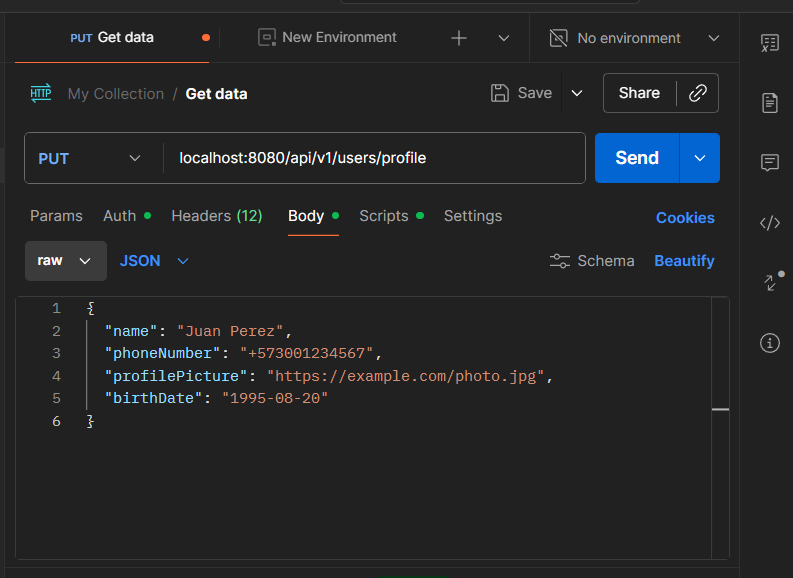 PUT Get data New Environment No environment
HTTP My Collection / Get data Save Share
PUT localhost:8080/api/v1/users/profile Send
Params Auth Headers (12) Body Scripts Settings Cookies
raw JSON Schema Beautify
1 {
2 "name": "Juan Perez",
3 "phoneNumber": "+573001234567",
4 "profilePicture": "https://example.com/photo.jpg",
5 "birthDate": "1995-08-20"
6 }